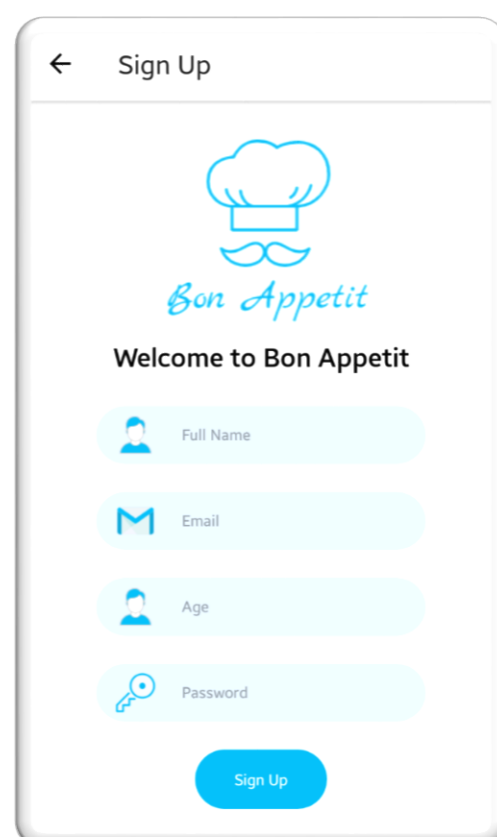 Sign Up
Bon Appetit
Welcome to Bon Appetit
Full Name
Email
Age
Password
Sign Up